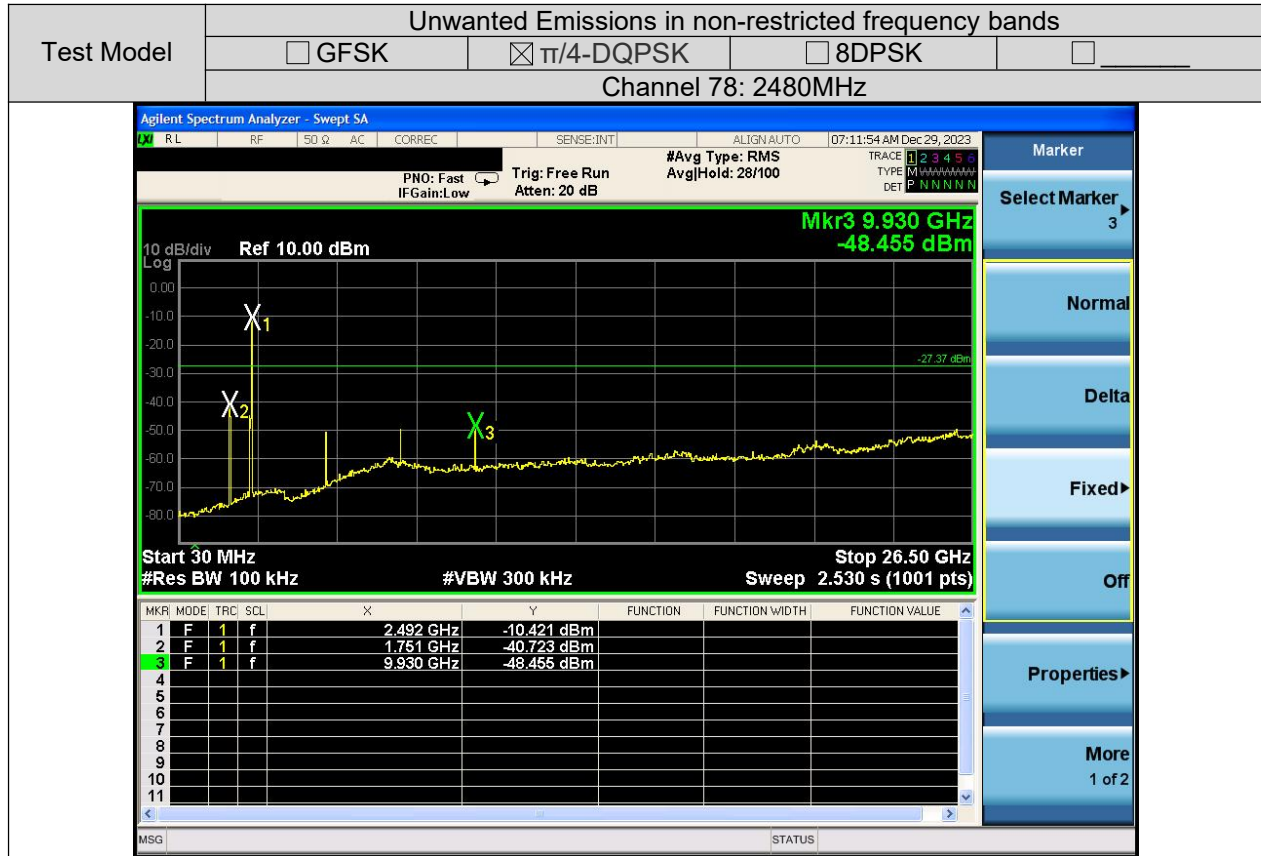 Unwanted Emissions in non-restricted frequency bands
Test Model
☐ GFSK ☒ π/4-DQPSK ☐ 8DPSK ☐ ______
Channel 78: 2480MHz
Agilent Spectrum Analyzer - Swept SA
LXI RL RF 50 Ω AC CORREC SENSE:INT ALIGN AUTO 07:11:54 AM Dec 29, 2023
Marker
#Avg Type: RMS TRACE 1 2 3 4 5 6
PNO: Fast Trig: Free Run Avg|Hold: 28/100 TYPE M WWWWW
IFGain:Low Atten: 20 dB DET P N N N N N
Select Marker
3
Mkr3 9.930 GHz
10 dB/div Ref 10.00 dBm -48.455 dBm
Log
0.00
-10.0
1
-20.0
-27.37 dBm
-30.0
-40.0
2
-50.0
3
-60.0
-70.0
-80.0
Start 30 MHz Stop 26.50 GHz
#Res BW 100 kHz #VBW 300 kHz Sweep 2.530 s (1001 pts)
MKR MODE TRC SCL X Y FUNCTION FUNCTION WIDTH FUNCTION VALUE
1 F 1 f 2.492 GHz -10.421 dBm
2 F 1 f 1.751 GHz -40.723 dBm
3 F 1 f 9.930 GHz -48.455 dBm
4
5
6
7
8
9
10
11
Normal
Delta
Fixed
Off
Properties
More
1 of 2
MSG STATUS